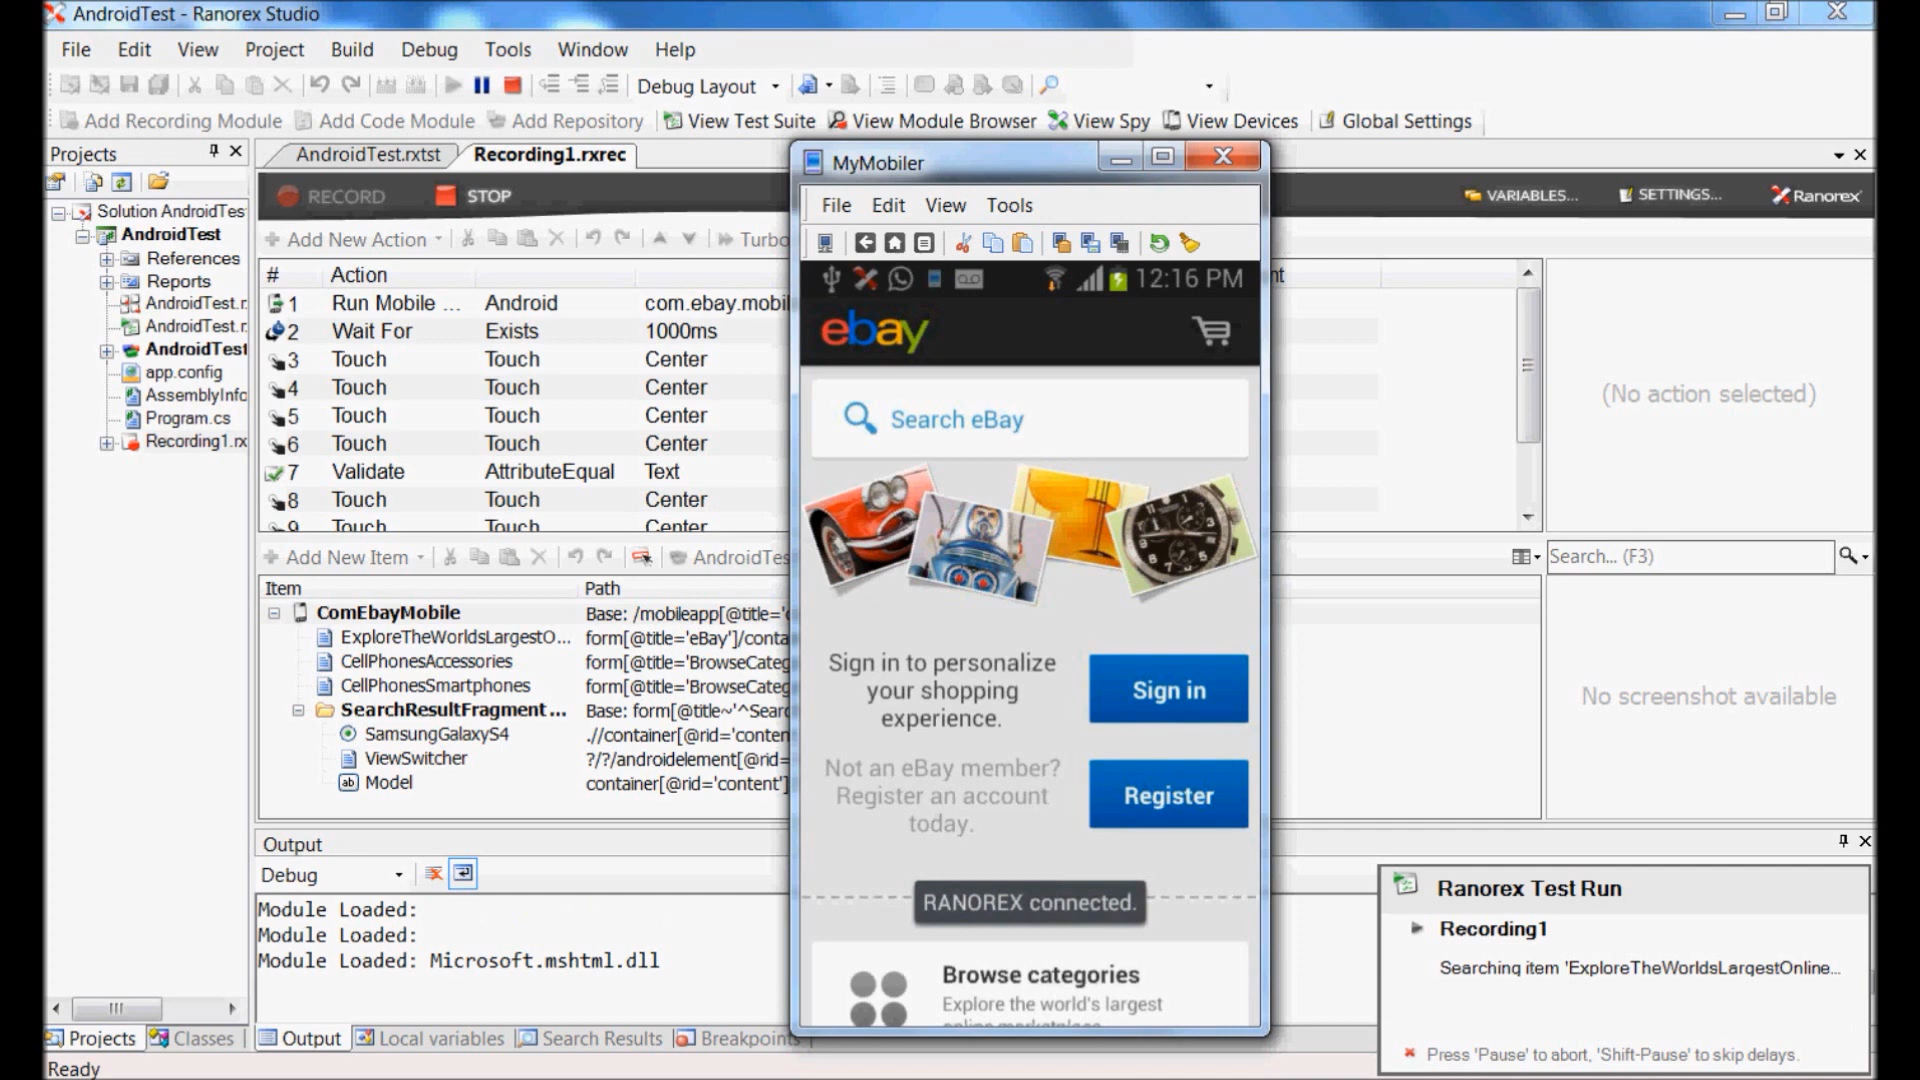 AndroidTest - Ranorex Studio
File Edit View Project Build Debug Tools Window Help
Debug Layout
Add Recording Module Add Code Module Add Repository View Test Suite View Module Browser View Spy View Devices Global Settings
Projects
AndroidTest.rxtst Recording1.rxrec
Solution AndroidTes
AndroidTest
References
Reports
AndroidTest.r
AndroidTest.r
AndroidTest
app.config
AssemblyInfo
Program.cs
Recording1.rx
RECORD STOP
VARIABLES... SETTINGS... Ranorex
Add New Action Turbo
# Action
1 Run Mobile ... Android com.ebay.mobil
2 Wait For Exists 1000ms
3 Touch Touch Center
4 Touch Touch Center
5 Touch Touch Center
6 Touch Touch Center
7 Validate AttributeEqual Text
8 Touch Touch Center
9 Touch Touch Center
(No action selected)
Add New Item AndroidTes
Search... (F3)
Item Path
ComEbayMobile Base: /mobileapp[@title='c
ExploreTheWorldsLargestO... form[@title='eBay']/conta
CellPhonesAccessories form[@title='BrowseCateg
CellPhonesSmartphones form[@title='BrowseCateg
SearchResultFragment ... Base: form[@title~'^Searc
SamsungGalaxyS4 .//container[@rid='conten
ViewSwitcher ?/?/androidelement[@rid=
Model container[@rid='content']
No screenshot available
MyMobiler
File Edit View Tools
12:16 PM
ebay
Search eBay
Sign in to personalize
your shopping
experience.
Sign in
Not an eBay member?
Register an account
today.
Register
RANOREX connected.
Browse categories
Explore the world's largest
online marketplace
Output
Debug
Module Loaded:
Module Loaded:
Module Loaded: Microsoft.mshtml.dll
Ranorex Test Run
Recording1
Searching item 'ExploreTheWorldsLargestOnline...
Press 'Pause' to abort, 'Shift-Pause' to skip delays.
Projects Classes Output Local variables Search Results Breakpoints
Ready